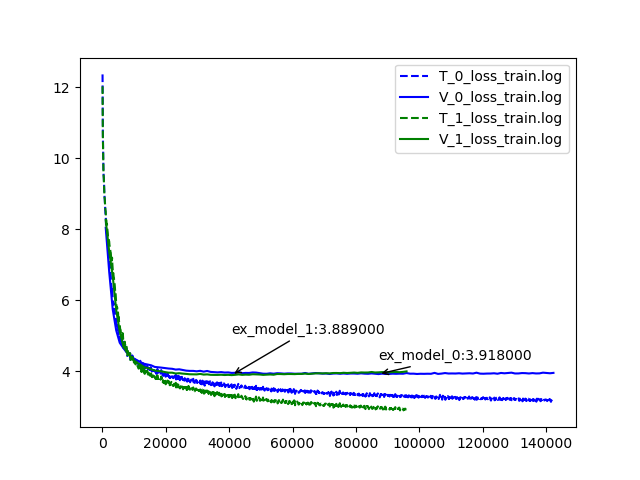 T_0_loss_train.log
V_0_loss_train.log
T_1_loss_train.log
V_1_loss_train.log
12
10
8
6
4
ex_model_1:3.889000
ex_model_0:3.918000
0 20000 40000 60000 80000 100000 120000 140000